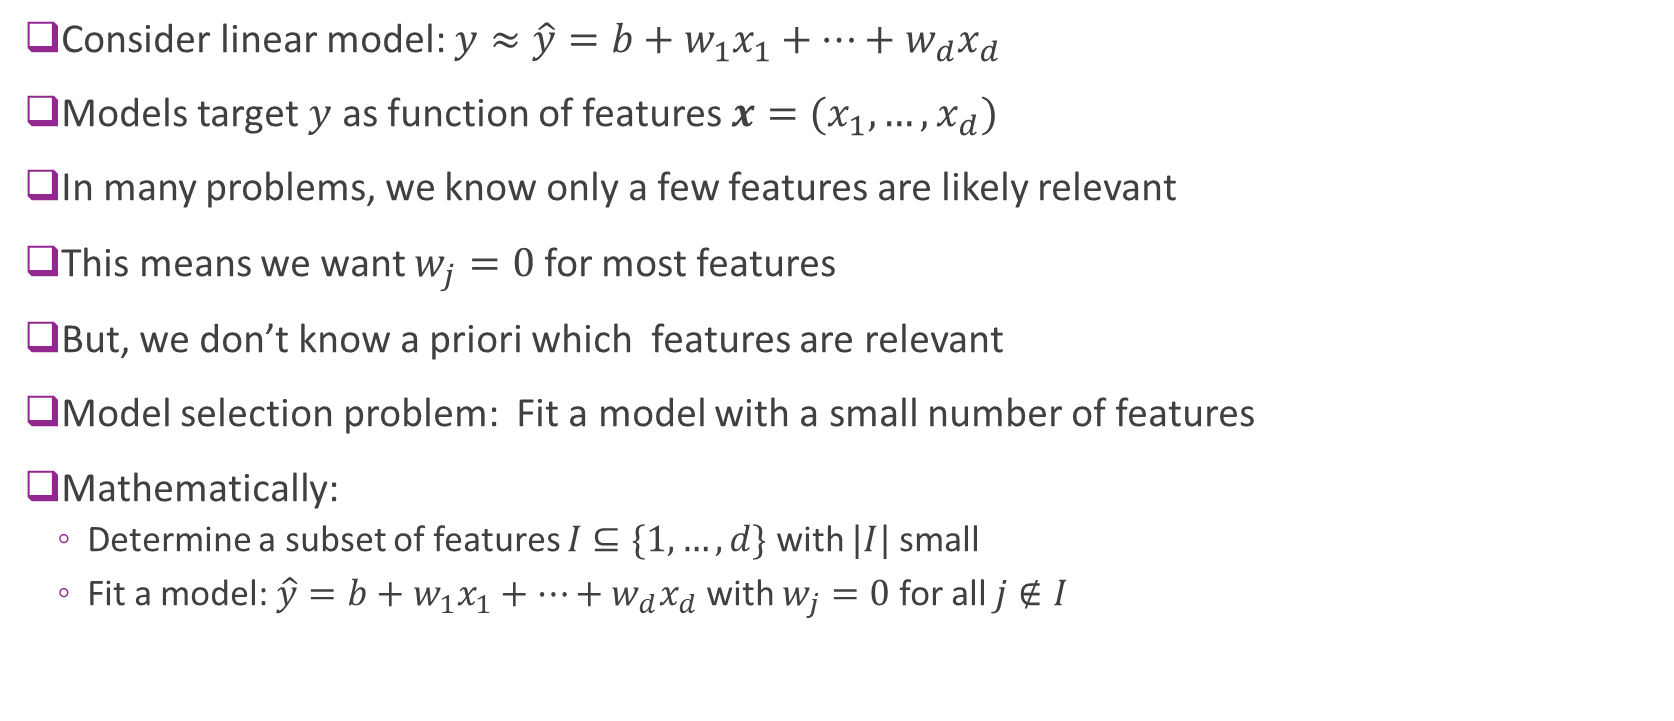 ❑Consider linear model: y ≈ ŷ = b + w₁x₁ + ⋯ + w_d x_d
❑Models target y as function of features x = (x₁, … , x_d)
❑In many problems, we know only a few features are likely relevant
❑This means we want w_j = 0 for most features
❑But, we don’t know a priori which  features are relevant
❑Model selection problem:  Fit a model with a small number of features
❑Mathematically:
◦ Determine a subset of features I ⊆ {1, … , d} with |I| small
◦ Fit a model: ŷ = b + w₁x₁ + ⋯ + w_d x_d with w_j = 0 for all j ∉ I